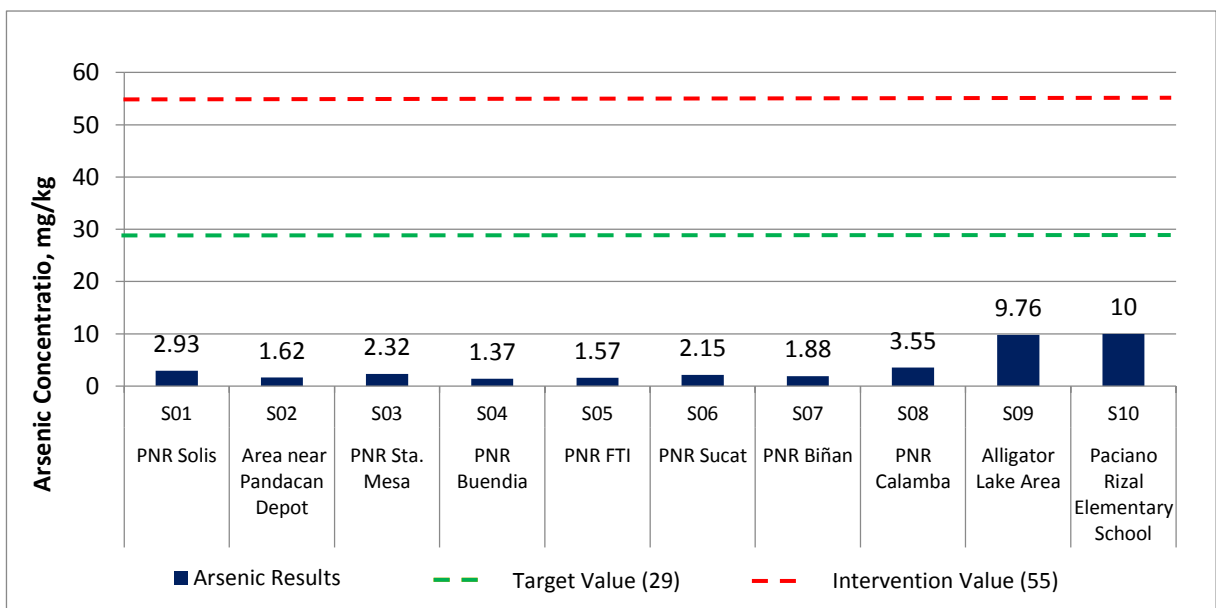 Arsenic Concentratio, mg/kg
60
50
40
30
20
10
0
2.93
1.62
2.32
1.37
1.57
2.15
1.88
3.55
9.76
10
S01
S02
S03
S04
S05
S06
S07
S08
S09
S10
PNR Solis
Area near
Pandacan
Depot
PNR Sta.
Mesa
PNR
Buendia
PNR FTI
PNR Sucat
PNR Biñan
PNR
Calamba
Alligator
Lake Area
Paciano
Rizal
Elementary
School
Arsenic Results
Target Value (29)
Intervention Value (55)